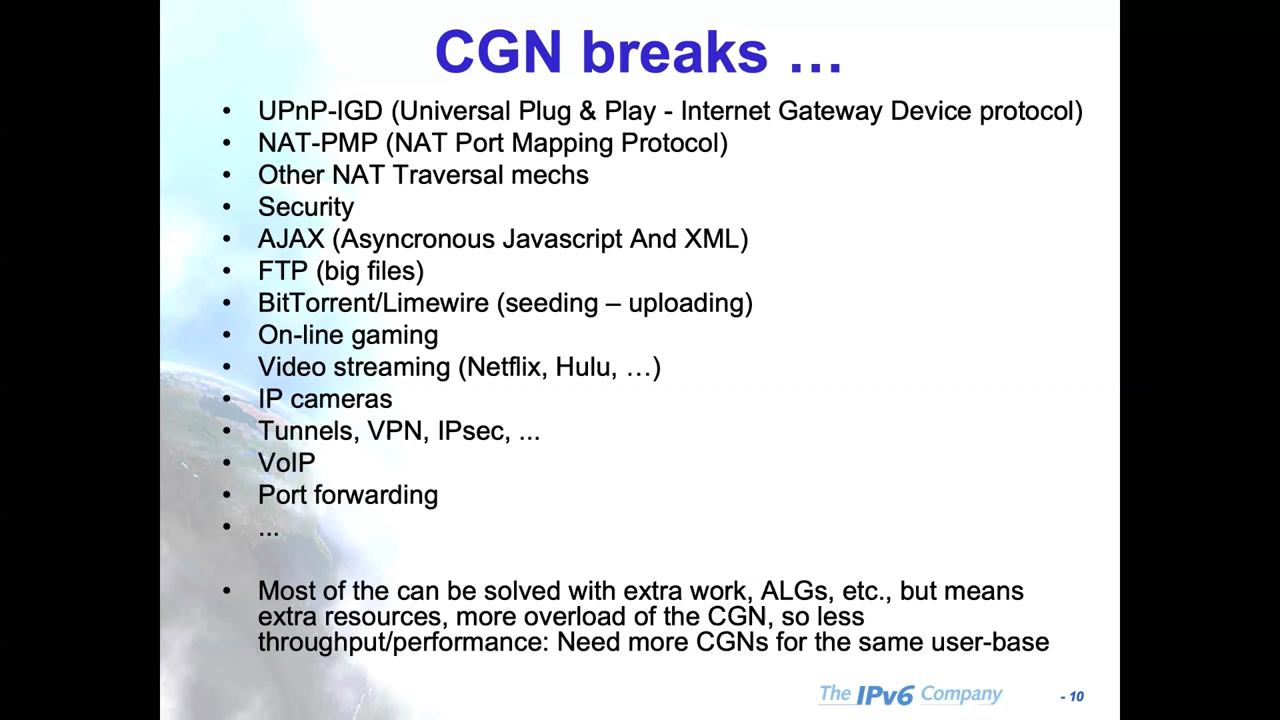 CGN breaks …
• UPnP-IGD (Universal Plug & Play - Internet Gateway Device protocol)
• NAT-PMP (NAT Port Mapping Protocol)
• Other NAT Traversal mechs
• Security
• AJAX (Asyncronous Javascript And XML)
• FTP (big files)
• BitTorrent/Limewire (seeding – uploading)
• On-line gaming
• Video streaming (Netflix, Hulu, …)
• IP cameras
• Tunnels, VPN, IPsec, ...
• VoIP
• Port forwarding
• ...
• Most of the can be solved with extra work, ALGs, etc., but means
extra resources, more overload of the CGN, so less
throughput/performance: Need more CGNs for the same user-base
The IPv6 Company
- 10